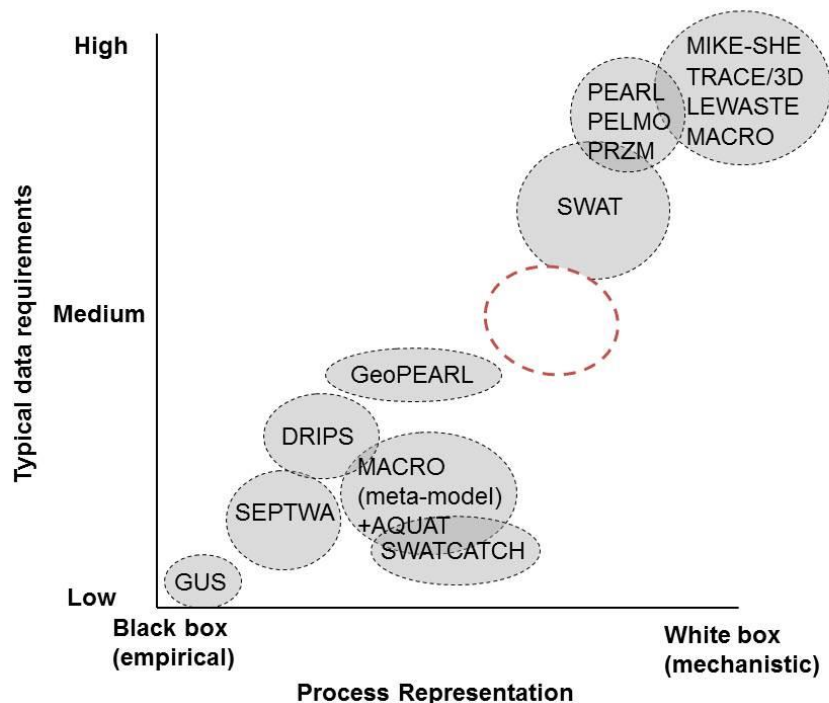 High
MIKE-SHE
TRACE/3D
LEWASTE
MACRO
PEARL
PELMO
PRZM
SWAT
Typical data requirements
Medium
GeoPEARL
DRIPS
MACRO
(meta-model)
+AQUAT
SEPTWA
SWATCATCH
GUS
Low
Black box
(empirical)
White box
(mechanistic)
Process Representation